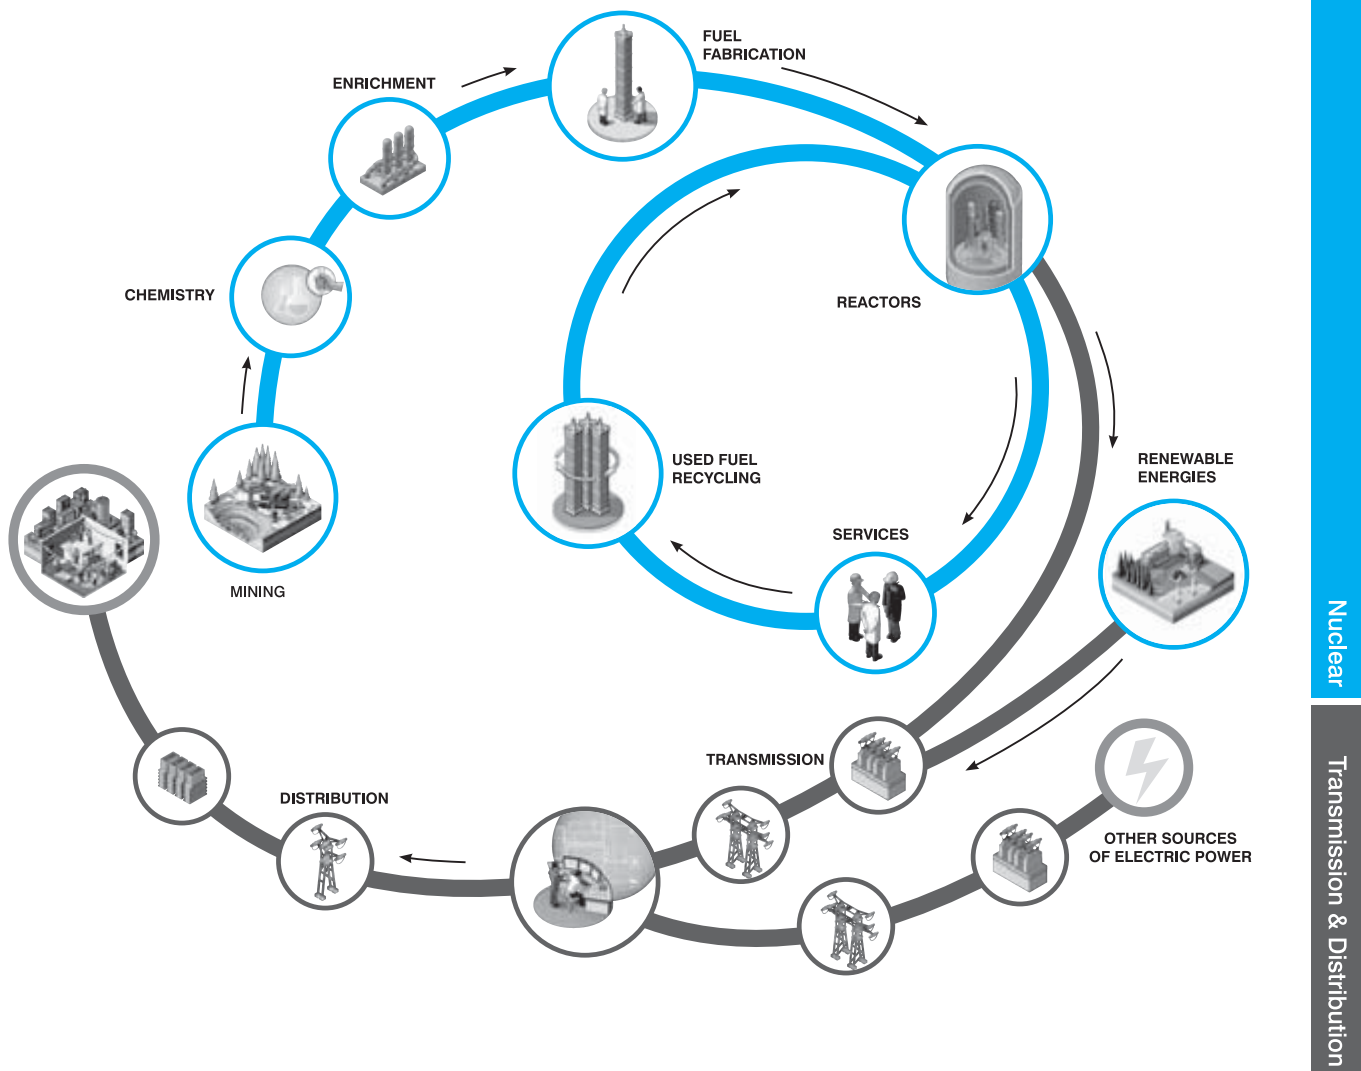 FUEL
FABRICATION
ENRICHMENT
CHEMISTRY
REACTORS
MINING
USED FUEL
RECYCLING
SERVICES
RENEWABLE
ENERGIES
TRANSMISSION
DISTRIBUTION
OTHER SOURCES
OF ELECTRIC POWER
Nuclear
Transmission & Distribution